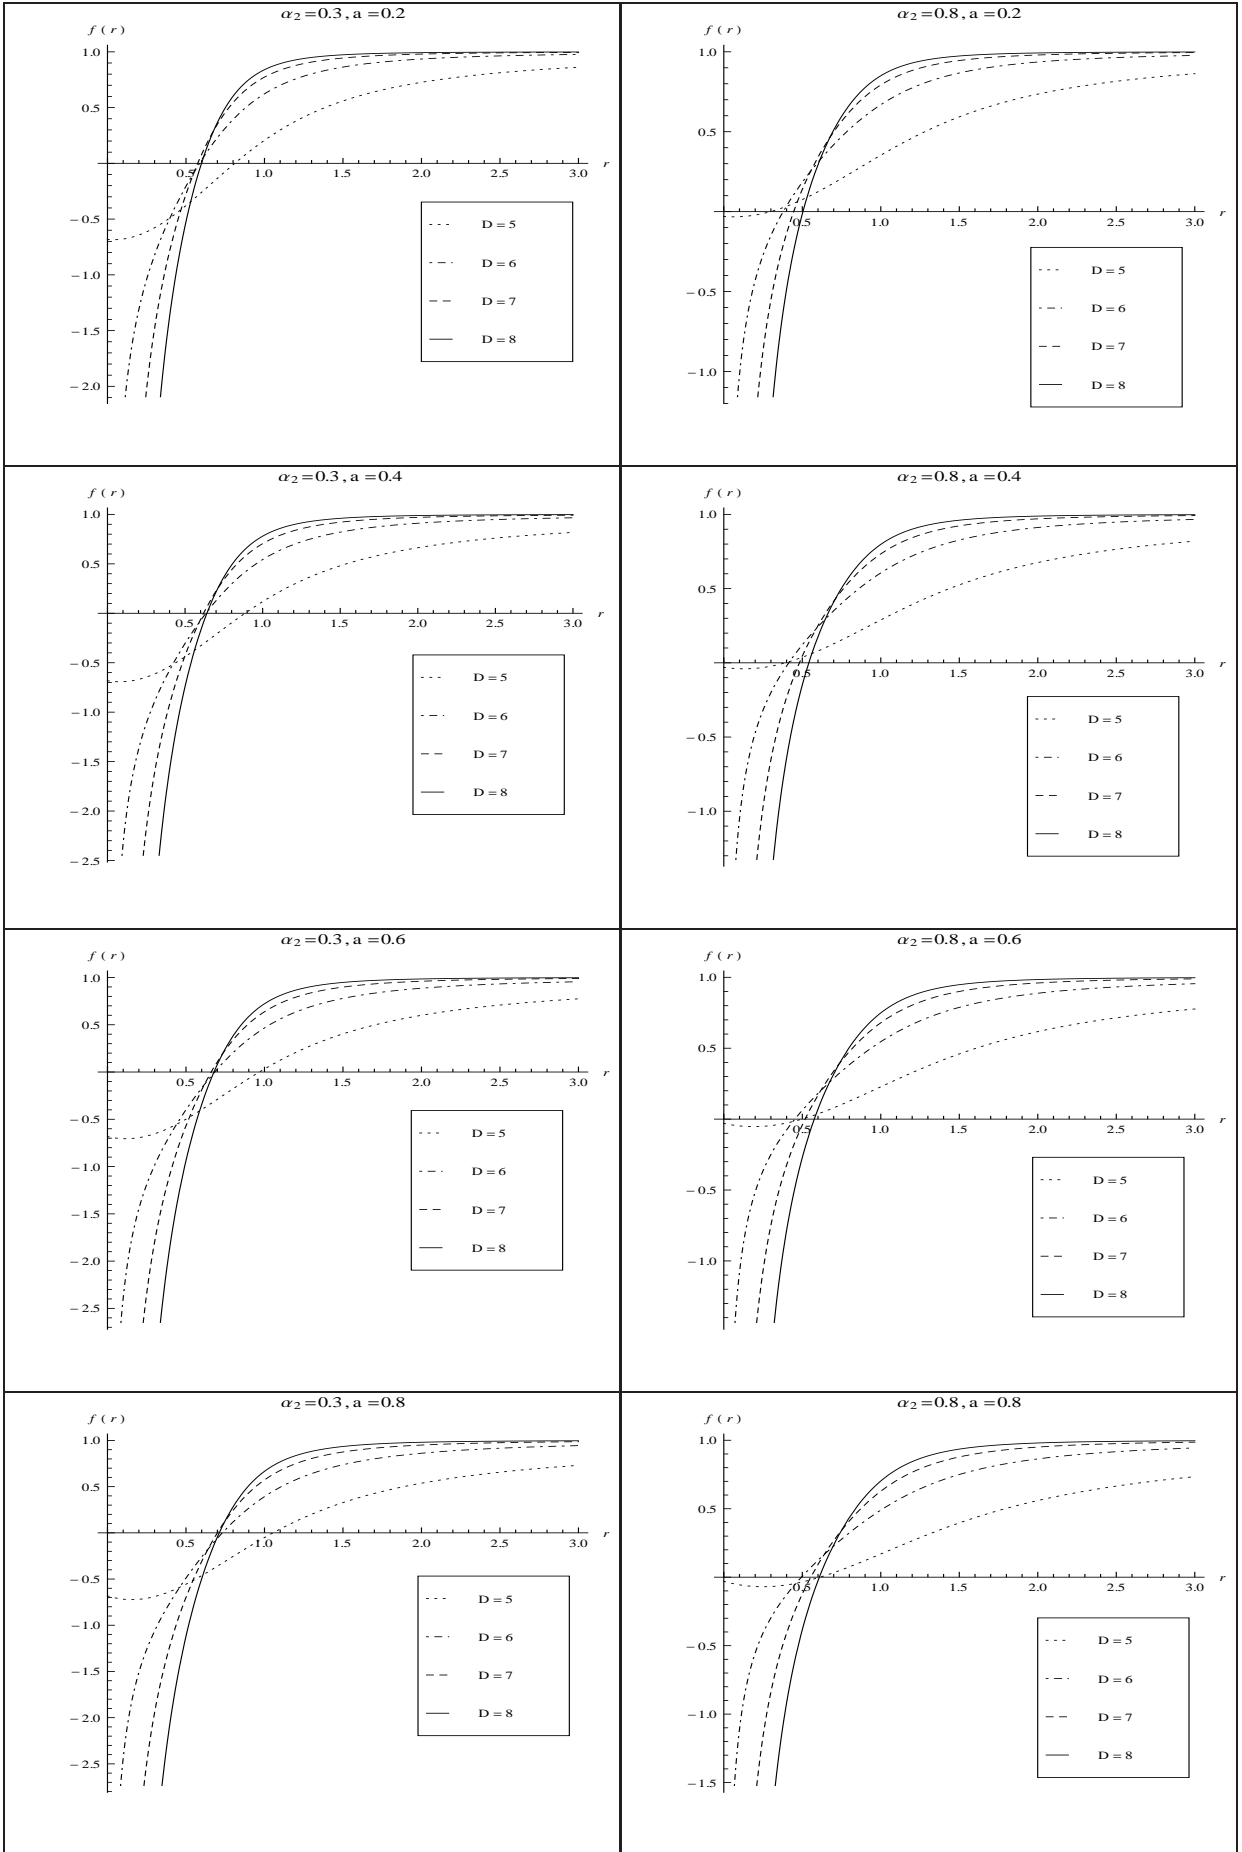 α₂=0.3, a =0.2
f (r)
1.0
0.5
0.5 1.0 1.5 2.0 2.5 3.0 r
−0.5
−1.0
−1.5
−2.0
D = 5
D = 6
D = 7
D = 8
α₂=0.8, a =0.2
f (r)
1.0
0.5
0.5 1.0 1.5 2.0 2.5 3.0 r
−0.5
−1.0
D = 5
D = 6
D = 7
D = 8
α₂=0.3, a =0.4
f (r)
1.0
0.5
0.5 1.0 1.5 2.0 2.5 3.0 r
−0.5
−1.0
−1.5
−2.0
−2.5
D = 5
D = 6
D = 7
D = 8
α₂=0.8, a =0.4
f (r)
1.0
0.5
0.5 1.0 1.5 2.0 2.5 3.0 r
−0.5
−1.0
D = 5
D = 6
D = 7
D = 8
α₂=0.3, a =0.6
f (r)
1.0
0.5
0.5 1.0 1.5 2.0 2.5 3.0 r
−0.5
−1.0
−1.5
−2.0
−2.5
D = 5
D = 6
D = 7
D = 8
α₂=0.8, a =0.6
f (r)
1.0
0.5
0.5 1.0 1.5 2.0 2.5 3.0 r
−0.5
−1.0
D = 5
D = 6
D = 7
D = 8
α₂=0.3, a =0.8
f (r)
1.0
0.5
0.5 1.0 1.5 2.0 2.5 3.0 r
−0.5
−1.0
−1.5
−2.0
−2.5
D = 5
D = 6
D = 7
D = 8
α₂=0.8, a =0.8
f (r)
1.0
0.5
0.5 1.0 1.5 2.0 2.5 3.0 r
−0.5
−1.0
−1.5
D = 5
D = 6
D = 7
D = 8